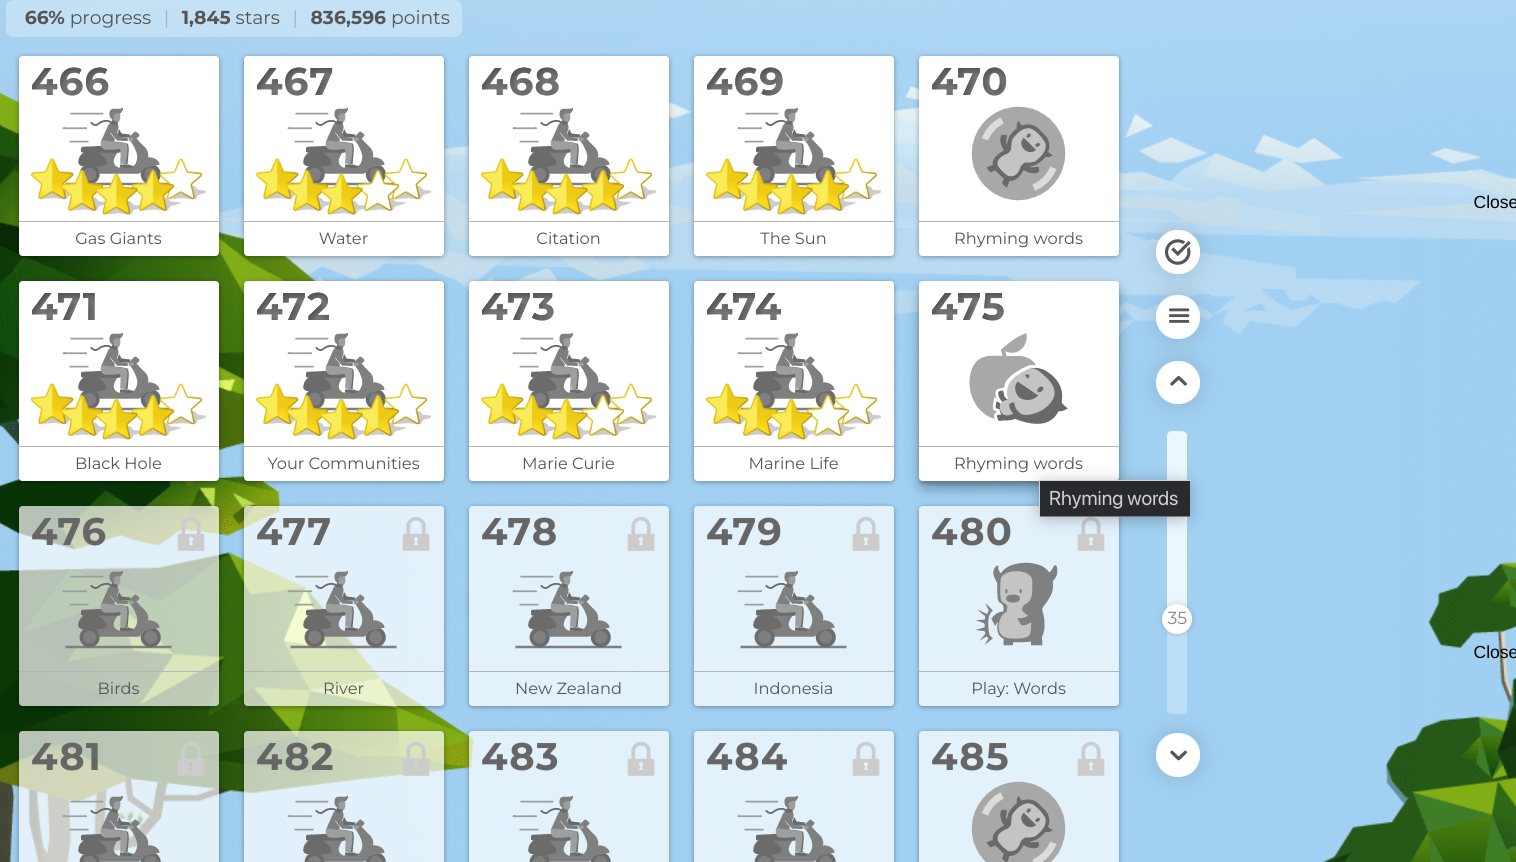 66% progress | 1,845 stars | 836,596 points
466
467
468
469
470
Gas Giants
Water
Citation
The Sun
Rhyming words
Close
471
472
473
474
475
Black Hole
Your Communities
Marie Curie
Marine Life
Rhyming words
Rhyming words
476
477
478
479
480
35
Close
Birds
River
New Zealand
Indonesia
Play: Words
481
482
483
484
485